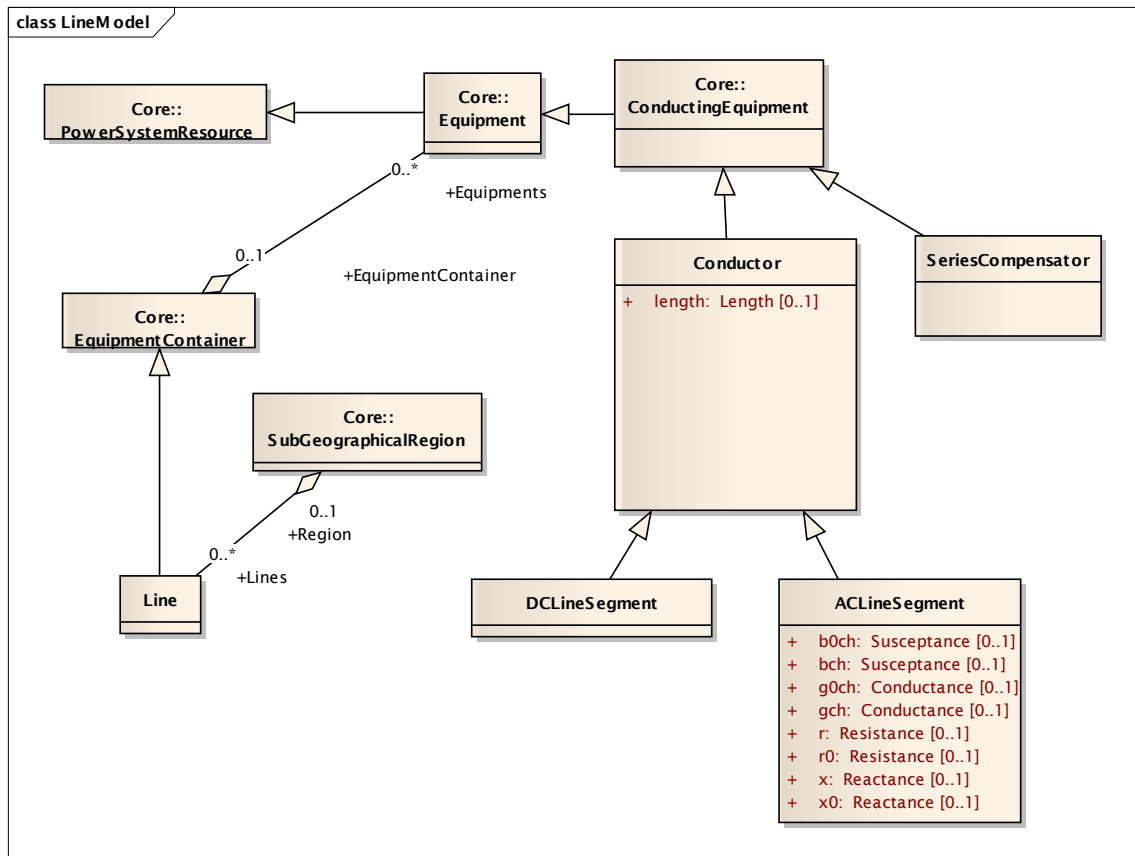 class LineModel
Core::
PowerSystemResource
Core::
Equipment
Core::
ConductingEquipment
0..*
+Equipments
0..1
+EquipmentContainer
Core::
EquipmentContainer
Conductor
+ length: Length [0..1]
SeriesCompensator
Core::
SubGeographicalRegion
0..1
+Region
0..*
+Lines
Line
DCLineSegment
ACLineSegment
+ b0ch: Susceptance [0..1]
+ bch: Susceptance [0..1]
+ g0ch: Conductance [0..1]
+ gch: Conductance [0..1]
+ r: Resistance [0..1]
+ r0: Resistance [0..1]
+ x: Reactance [0..1]
+ x0: Reactance [0..1]